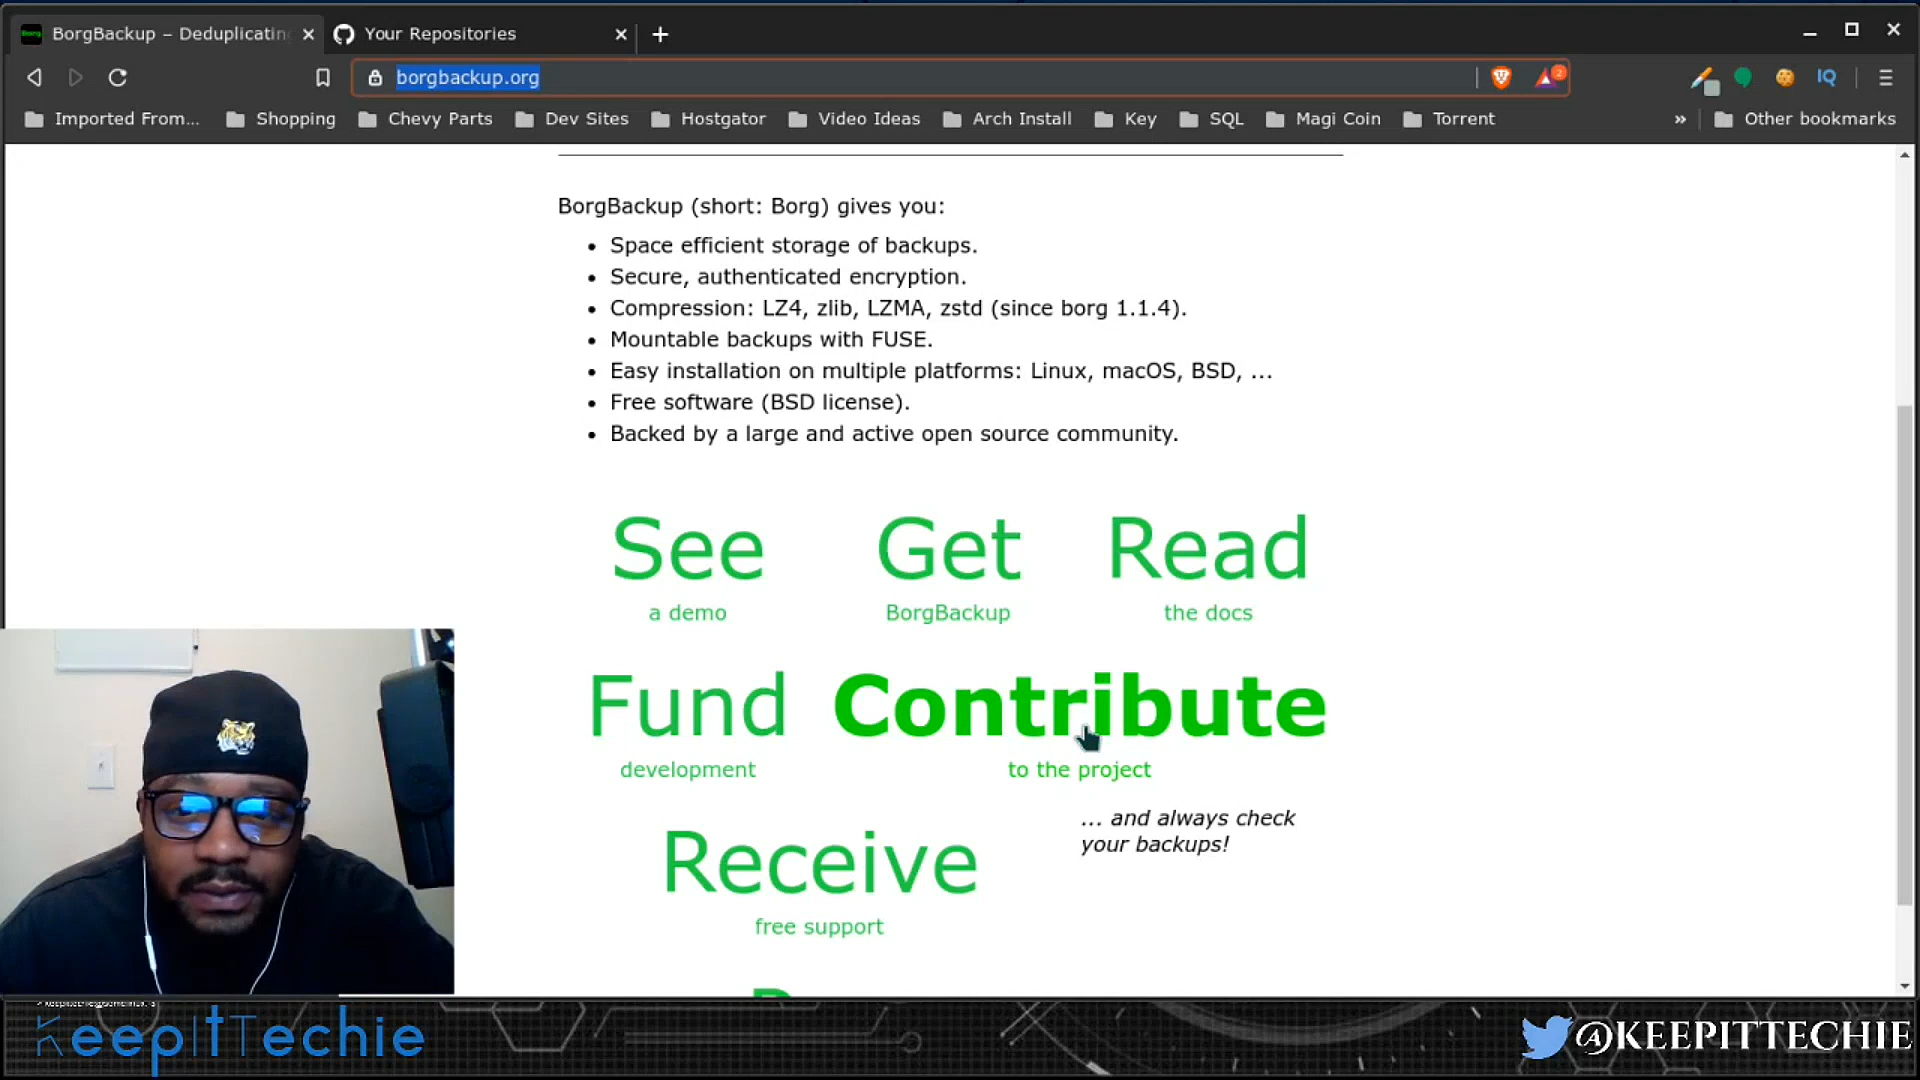 BorgBackup – Deduplicatin
Your Repositories
borgbackup.org
2
IQ
Imported From...
Shopping
Chevy Parts
Dev Sites
Hostgator
Video Ideas
Arch Install
Key
SQL
Magi Coin
Torrent
»
Other bookmarks
BorgBackup (short: Borg) gives you:
• Space efficient storage of backups.
• Secure, authenticated encryption.
• Compression: LZ4, zlib, LZMA, zstd (since borg 1.1.4).
• Mountable backups with FUSE.
• Easy installation on multiple platforms: Linux, macOS, BSD, ...
• Free software (BSD license).
• Backed by a large and active open source community.
See
a demo
Get
BorgBackup
Read
the docs
Fund
development
Contribute
to the project
... and always check
your backups!
Receive
free support
KeepItTechie
@KEEPITTECHIE